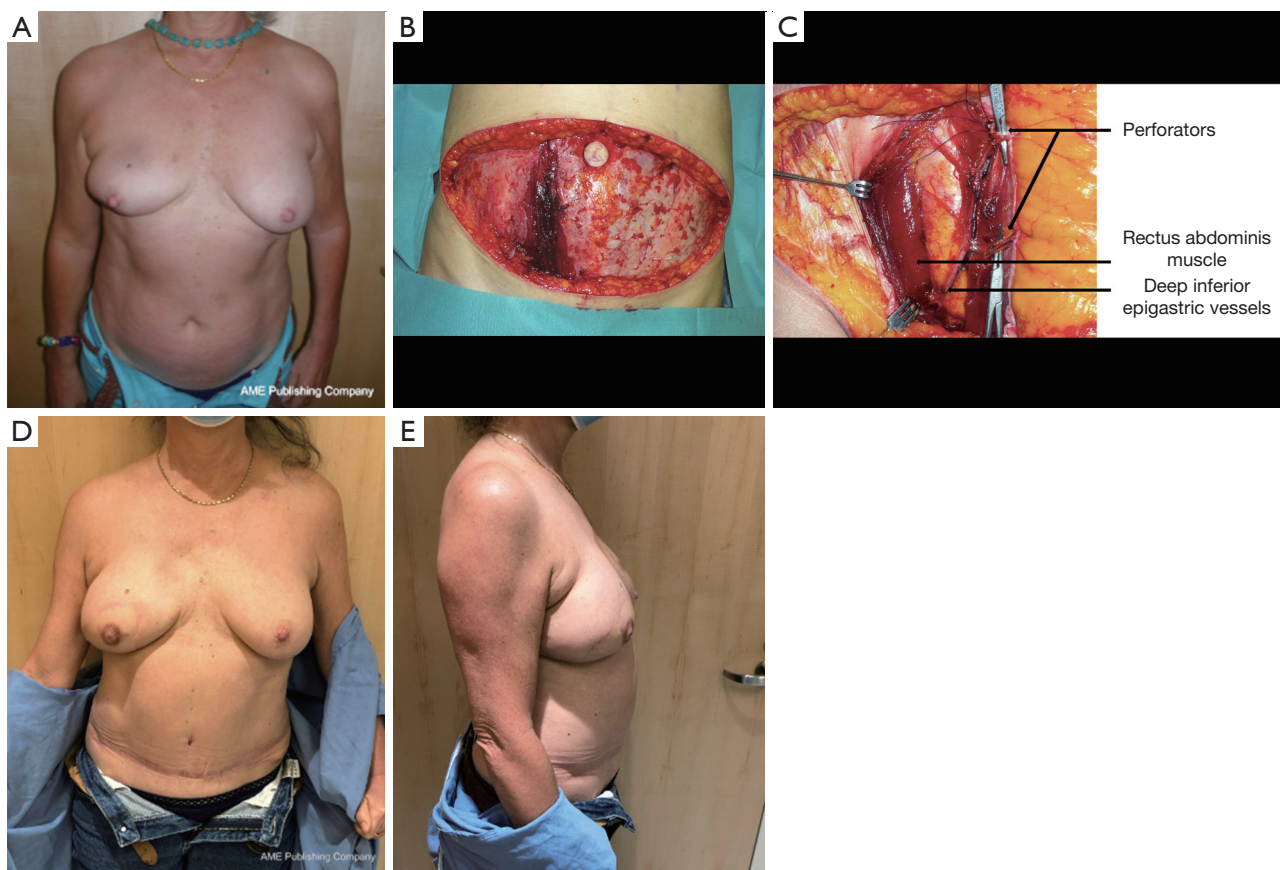 A
B
C
Perforators
Rectus abdominis
muscle
Deep inferior
epigastric vessels
AME Publishing Company
D
E
AME Publishing Company